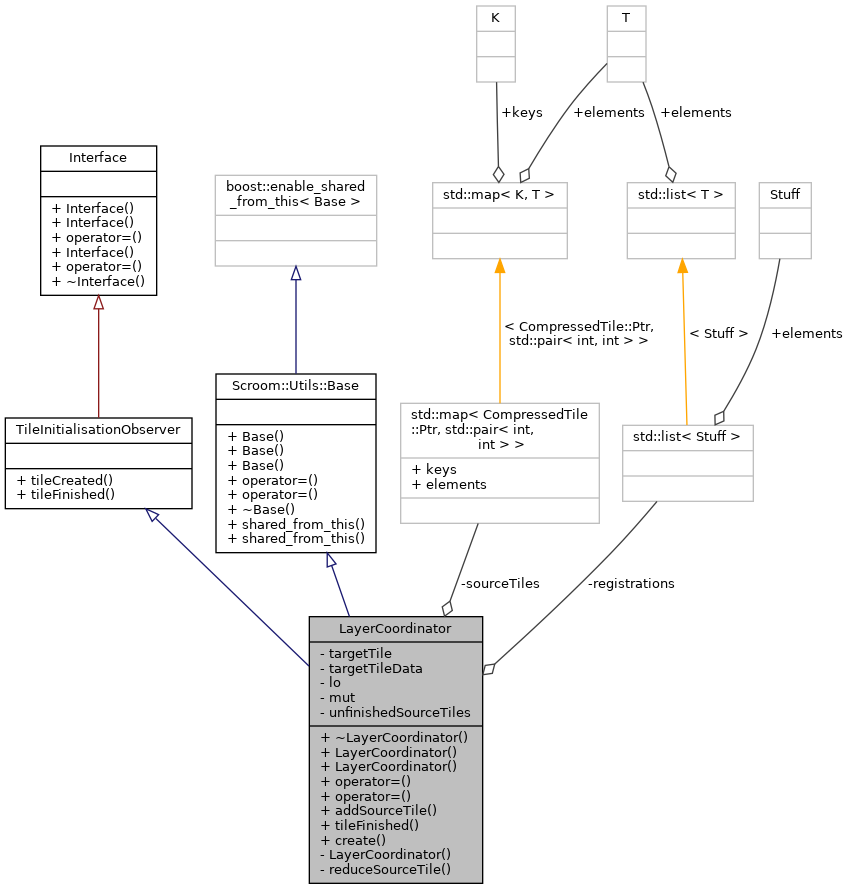 K
T
+keys
+elements
+elements
Interface
+ Interface()
+ Interface()
+ operator=()
+ Interface()
+ operator=()
+ ~Interface()
boost::enable_shared
_from_this< Base >
std::map< K, T >
std::list< T >
Stuff
< CompressedTile::Ptr,
std::pair< int, int > >
< Stuff >
+elements
TileInitialisationObserver
+ tileCreated()
+ tileFinished()
Scroom::Utils::Base
+ Base()
+ Base()
+ Base()
+ operator=()
+ operator=()
+ ~Base()
+ shared_from_this()
+ shared_from_this()
std::map< CompressedTile
::Ptr, std::pair< int,
int > >
+ keys
+ elements
std::list< Stuff >
-sourceTiles
-registrations
LayerCoordinator
- targetTile
- targetTileData
- lo
- mut
- unfinishedSourceTiles
+ ~LayerCoordinator()
+ LayerCoordinator()
+ LayerCoordinator()
+ operator=()
+ operator=()
+ addSourceTile()
+ tileFinished()
+ create()
- LayerCoordinator()
- reduceSourceTile()